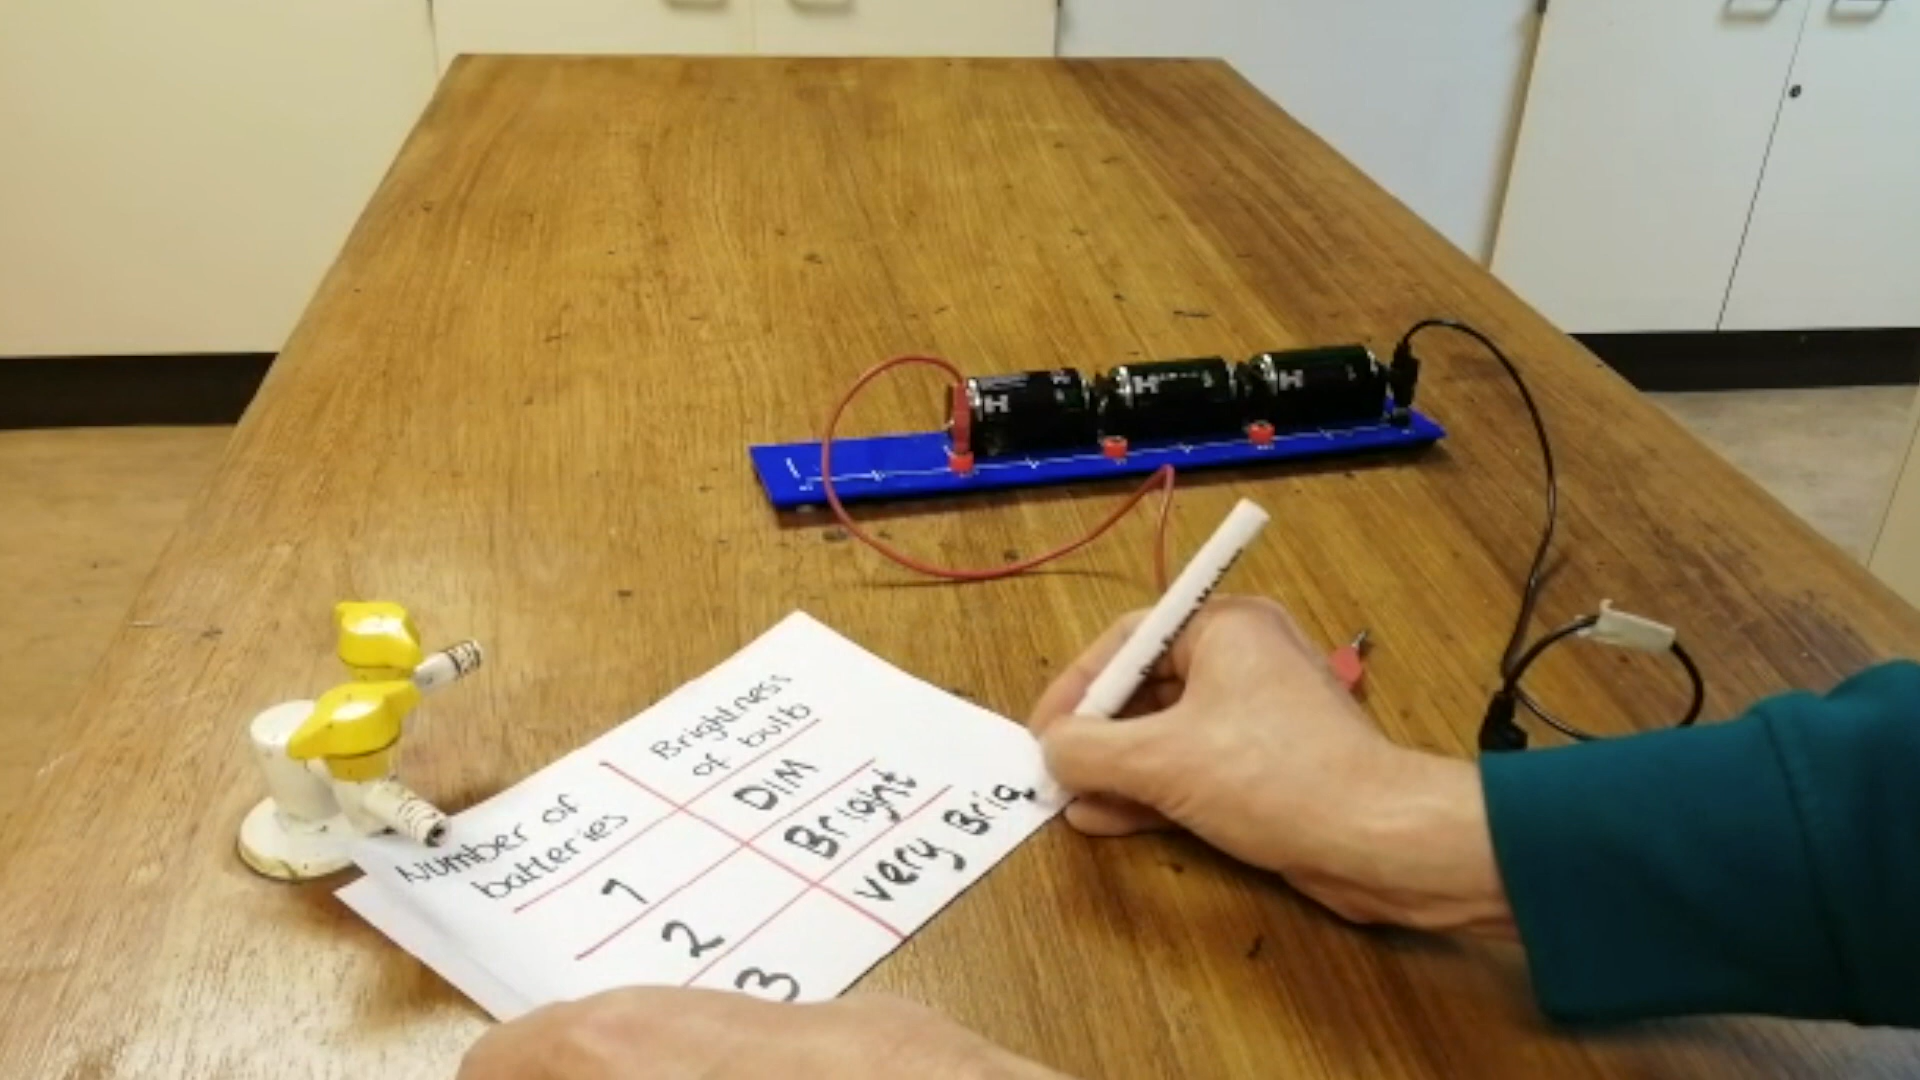 Number of
batteries
Brightness
of bulb
1
DIM
2
Bright
3
very Brig
H
H
H